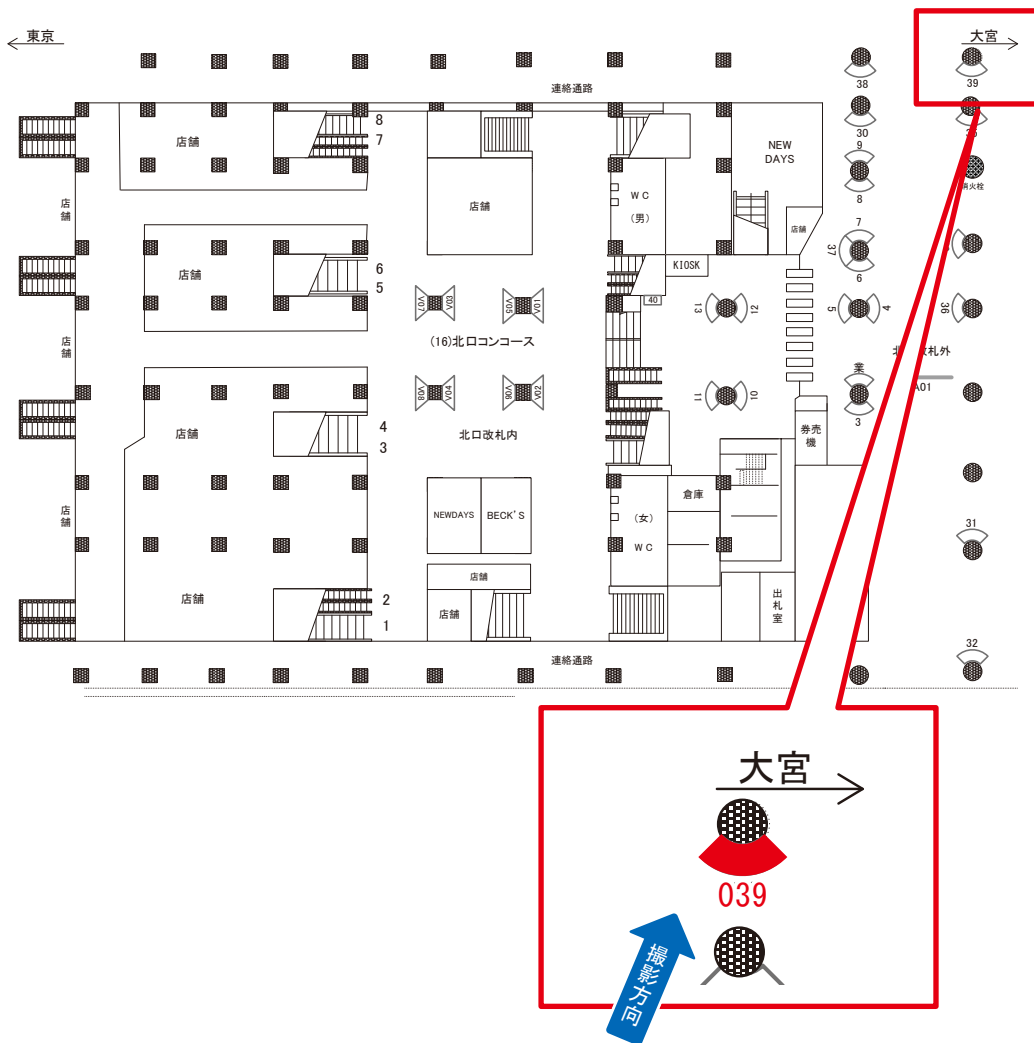 東京
大宮
連絡通路
38
39
8
7
店舗
30
9
NEW
DAYS
店舗
WC
(男)
店舗
8
消火栓
店舗
7
37
6
店舗
6
5
KIOSK
40
V07
V03
V05
V01
13
12
5
4
36
(16)北口コンコース
店舗
V08
V04
V06
V02
11
10
業
3
A01
店舗
4
3
北口改札内
券売
機
店舗
NEWDAYS
BECK'S
(女)
WC
倉庫
31
店舗
店舗
2
1
店舗
出
札
室
連絡通路
32
大宮
039
撮影方向